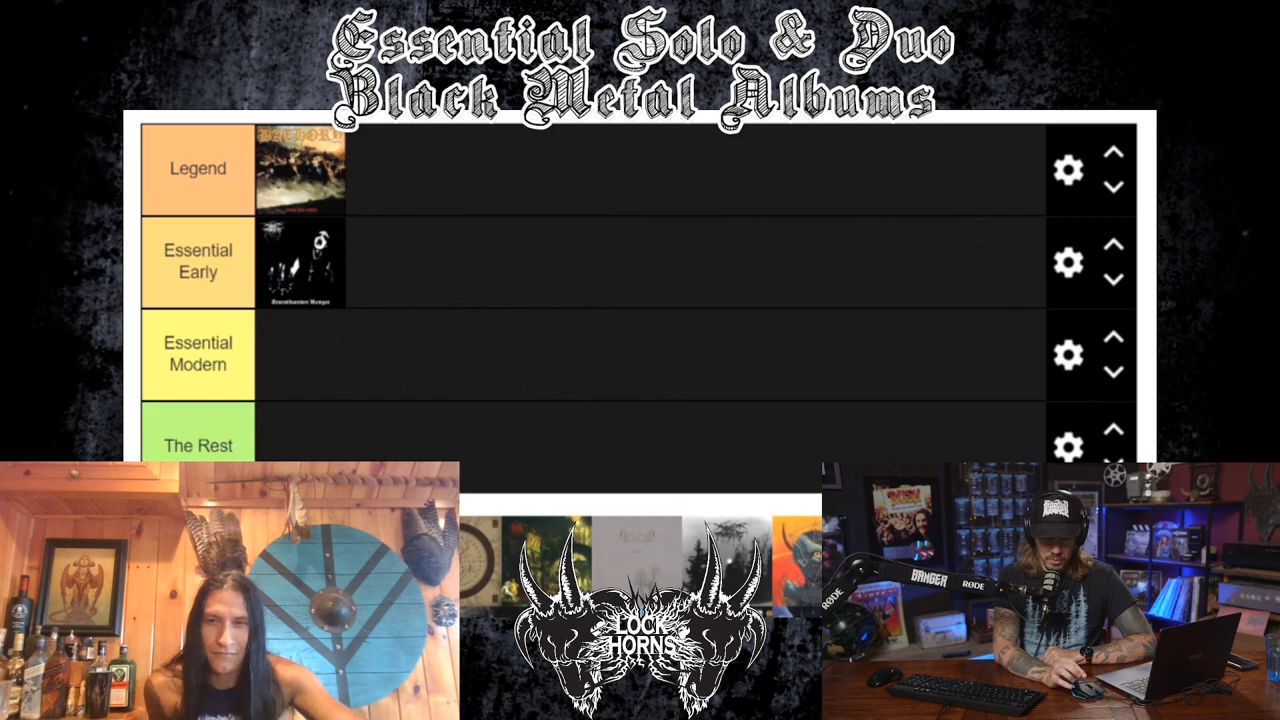 Essential Solo & Duo
Black Metal Albums
Legend
BATHORY
Essential
Early
Transilvanian Hunger
Essential
Modern
The Rest
LOCK
HORNS
RUSH
BANGER
RØDE
RØDE